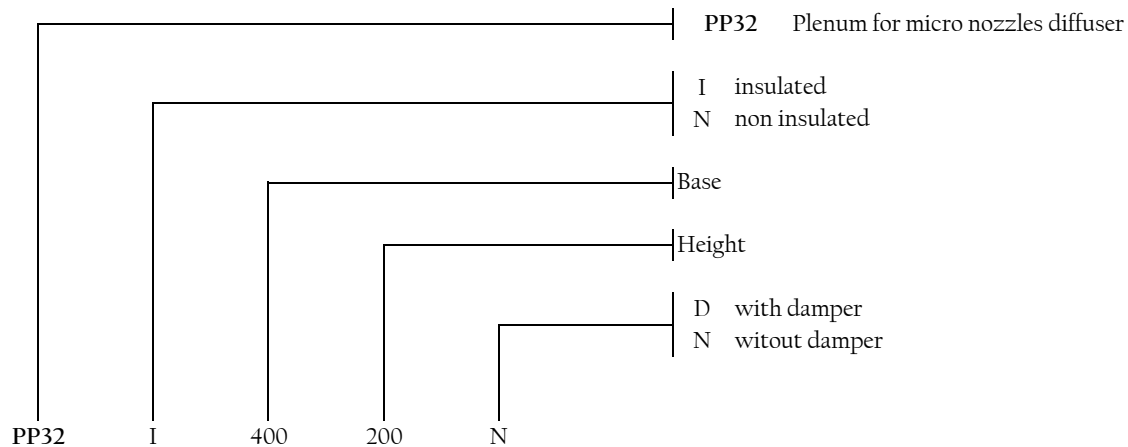 PP32 Plenum for micro nozzles diffuser
I insulated
N non insulated
Base
Height
D with damper
N witout damper
PP32 I 400 200 N